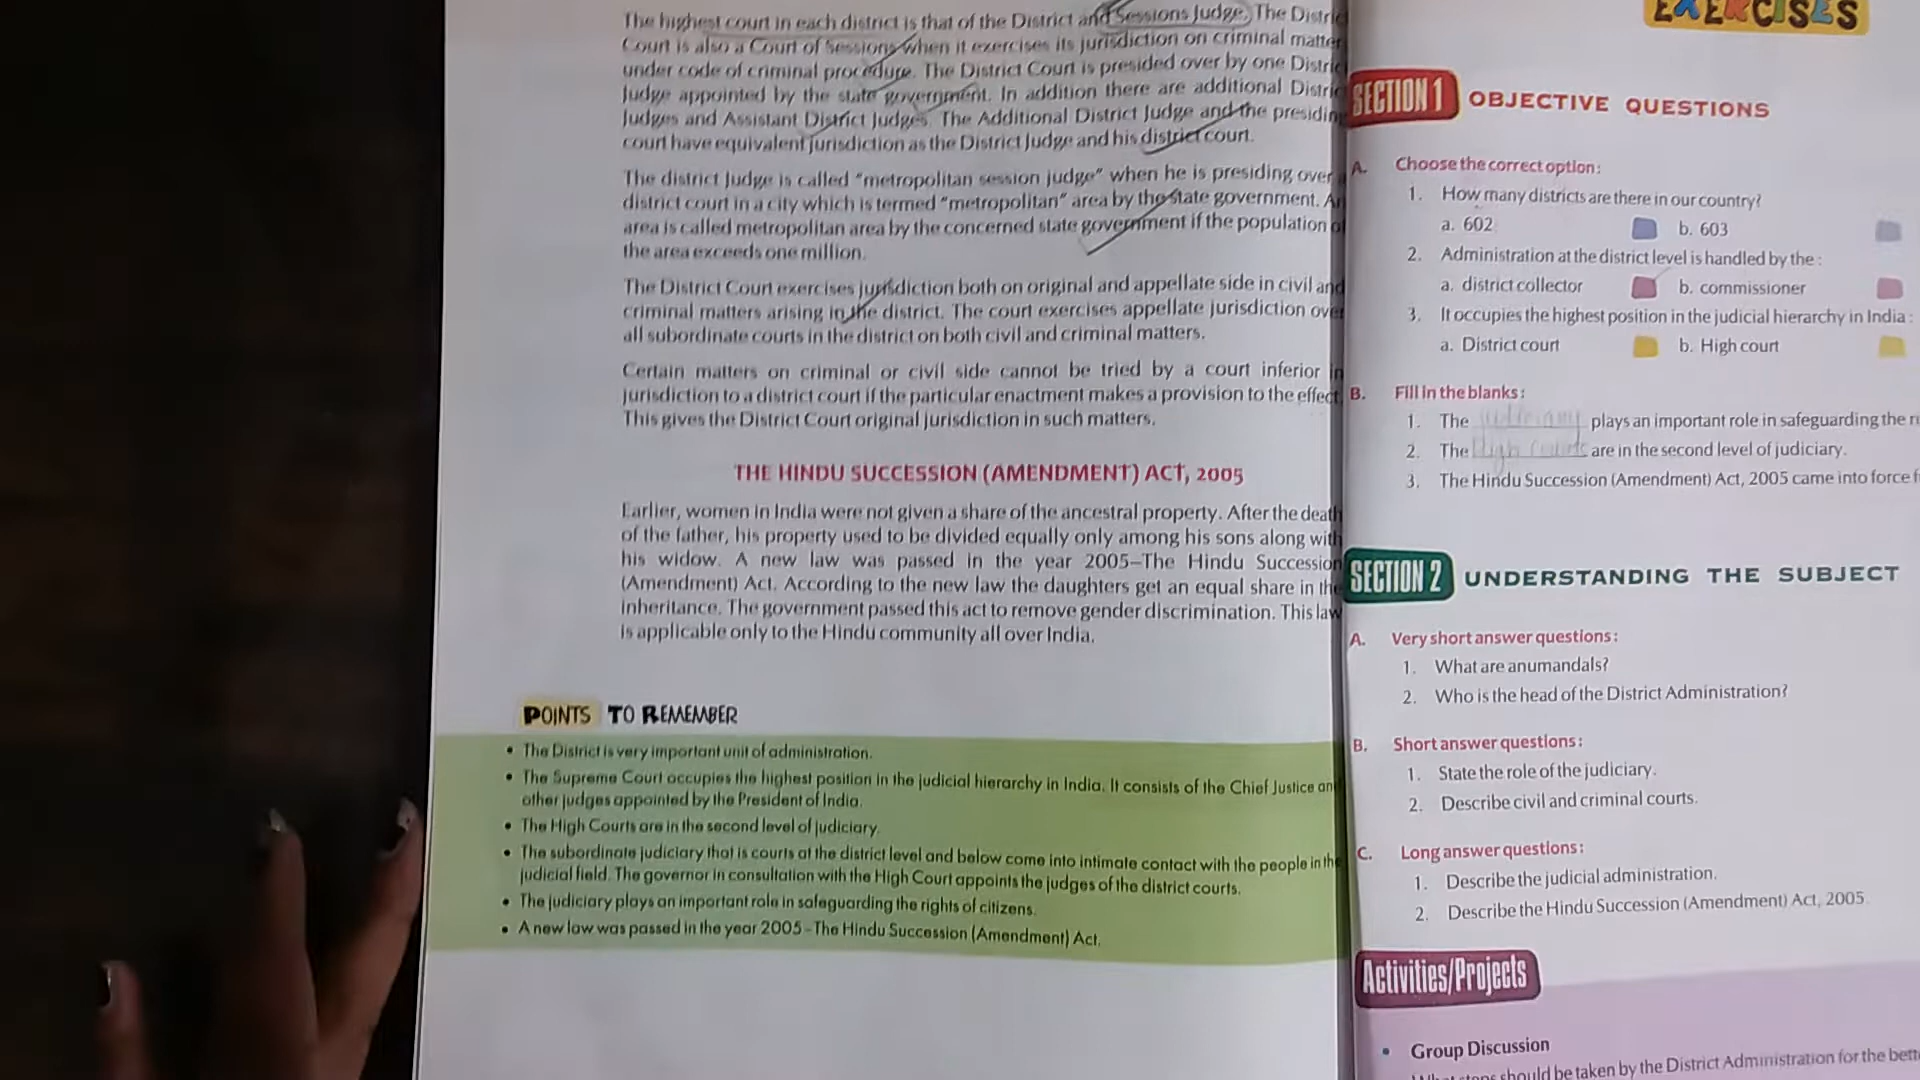 The highest court in each district is that of the District and Sessions Judge. The Distric
Court is also a Court of Sessions when it exercises its jurisdiction on criminal matter
under code of criminal procedure. The District Court is presided over by one Distric
Judge appointed by the state government. In addition there are additional Distric
Judges and Assistant District Judges. The Additional District Judge and the presidin
court have equivalent jurisdiction as the District Judge and his district court.
The district Judge is called "metropolitan session judge" when he is presiding over
district court in a city which is termed "metropolitan" area by the state government. A
area is called metropolitan area by the concerned state government if the population o
the area exceeds one million.
The District Court exercises jurisdiction both on original and appellate side in civil and
criminal matters arising in the district. The court exercises appellate jurisdiction over
all subordinate courts in the district on both civil and criminal matters.
Certain matters on criminal or civil side cannot be tried by a court inferior in
jurisdiction to a district court if the particular enactment makes a provision to the effect
This gives the District Court original jurisdiction in such matters.
THE HINDU SUCCESSION (AMENDMENT) ACT, 2005
Earlier, women in India were not given a share of the ancestral property. After the death
of the father, his property used to be divided equally only among his sons along with
his widow. A new law was passed in the year 2005–The Hindu Succession
(Amendment) Act. According to the new law the daughters get an equal share in the
inheritance. The government passed this act to remove gender discrimination. This law
is applicable only to the Hindu community all over India.
POINTS TO REMEMBER
• The District is very important unit of administration.
• The Supreme Court occupies the highest position in the judicial hierarchy in India. It consists of the Chief Justice an
other judges appointed by the President of India.
• The High Courts are in the second level of judiciary.
• The subordinate judiciary that is courts at the district level and below come into intimate contact with the people in the
judicial field. The governor in consultation with the High Court appoints the judges of the district courts.
• The judiciary plays an important role in safeguarding the rights of citizens.
• A new law was passed in the year 2005 – The Hindu Succession (Amendment) Act.
EXERCISES
SECTION 1 OBJECTIVE QUESTIONS
A. Choose the correct option:
1. How many districts are there in our country?
a. 602 b. 603
2. Administration at the district level is handled by the :
a. district collector b. commissioner
3. It occupies the highest position in the judicial hierarchy in India :
a. District court b. High court
B. Fill in the blanks :
1. The judiciary plays an important role in safeguarding the ri
2. The High Courts are in the second level of judiciary.
3. The Hindu Succession (Amendment) Act, 2005 came into force f
SECTION 2 UNDERSTANDING THE SUBJECT
A. Very short answer questions :
1. What are anumandals?
2. Who is the head of the District Administration?
B. Short answer questions :
1. State the role of the judiciary.
2. Describe civil and criminal courts.
C. Long answer questions :
1. Describe the judicial administration.
2. Describe the Hindu Succession (Amendment) Act, 2005
Activities/Projects
• Group Discussion
What steps should be taken by the District Administration for the bett